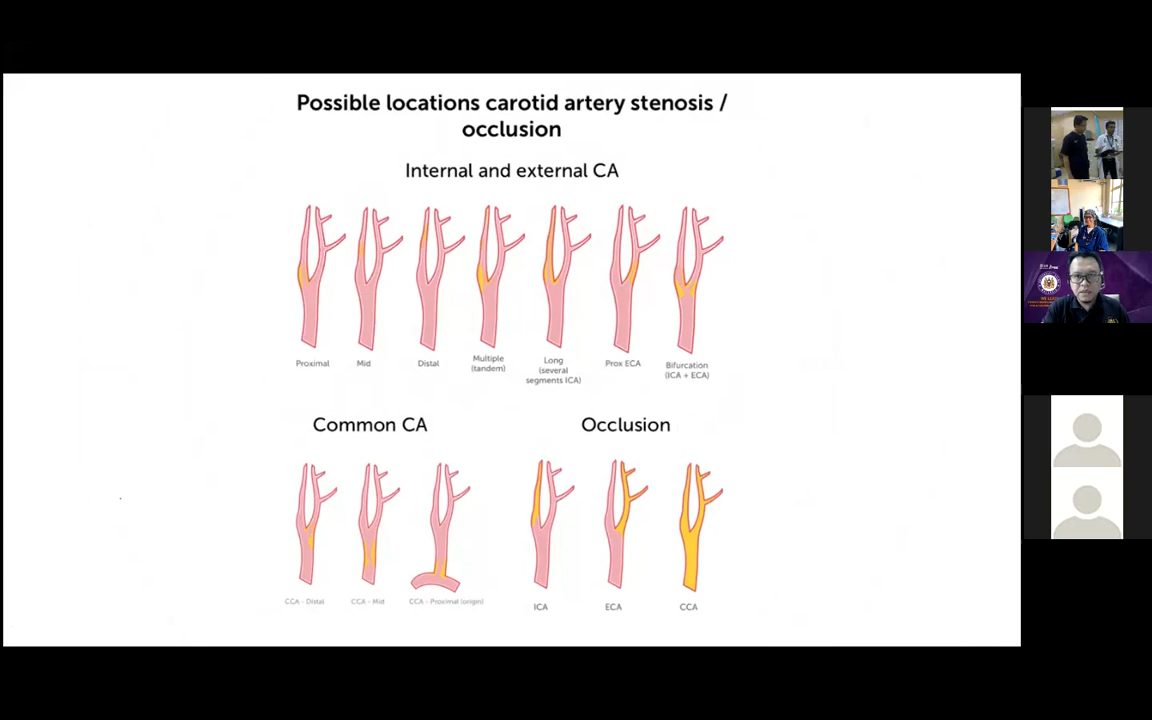 Possible locations carotid artery stenosis /
occlusion
Internal and external CA
Proximal
Mid
Distal
Multiple
(tandem)
Long
(several
segments ICA)
Prox ECA
Bifurcation
(ICA + ECA)
Common CA
Occlusion
CCA - Distal
CCA - Mid
CCA - Proximal (origin)
ICA
ECA
CCA